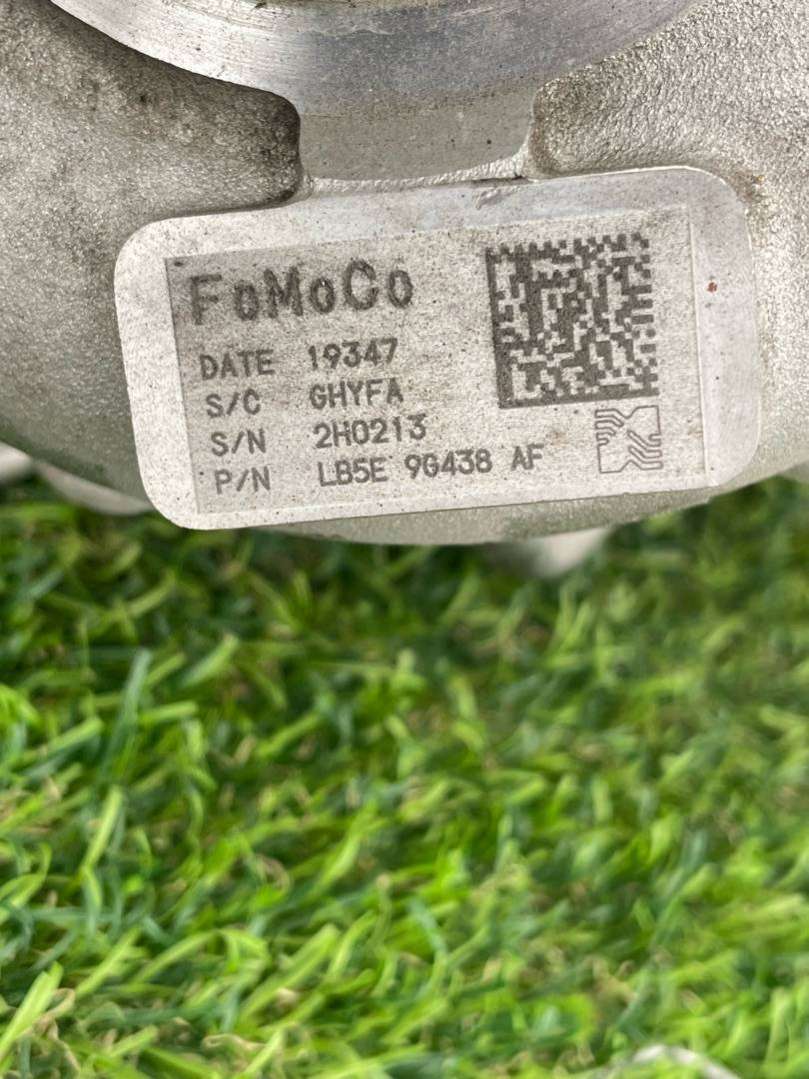 FoMoCo
DATE 19347
S/C GHYFA
S/N 2H0213
P/N LB5E 9G438 AF